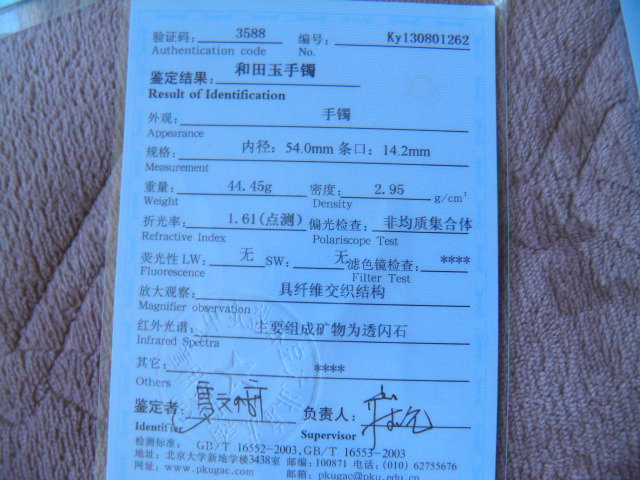 验证码： 3588 编号： Ky130801262
Authentication code No.
鉴定结果： 和田玉手镯
Result of Identification
外观： 手镯
Appearance
规格： 内径：54.0mm 条口：14.2mm
Measurement
重量： 44.45g 密度： 2.95 g/cm³
Weight Density
折光率： 1.61(点测) 偏光检查： 非均质集合体
Refractive Index Polariscope Test
荧光性 LW： 无 SW： 无 滤色镜检查： ****
Fluorescence Filter Test
放大观察： 具纤维交织结构
Magnifier observation
红外光谱： 主要组成矿物为透闪石
Infrared Spectra
其它： ****
Others
鉴定者： 负责人：
Identifier Supervisor
检测标准： GB/T 16552-2003,GB/T 16553-2003
地址：北京大学新地学楼3438室 邮编：100871 电话：(010) 62755676
网址：www.pkugac.com 邮箱：pkugac@pku.edu.cn